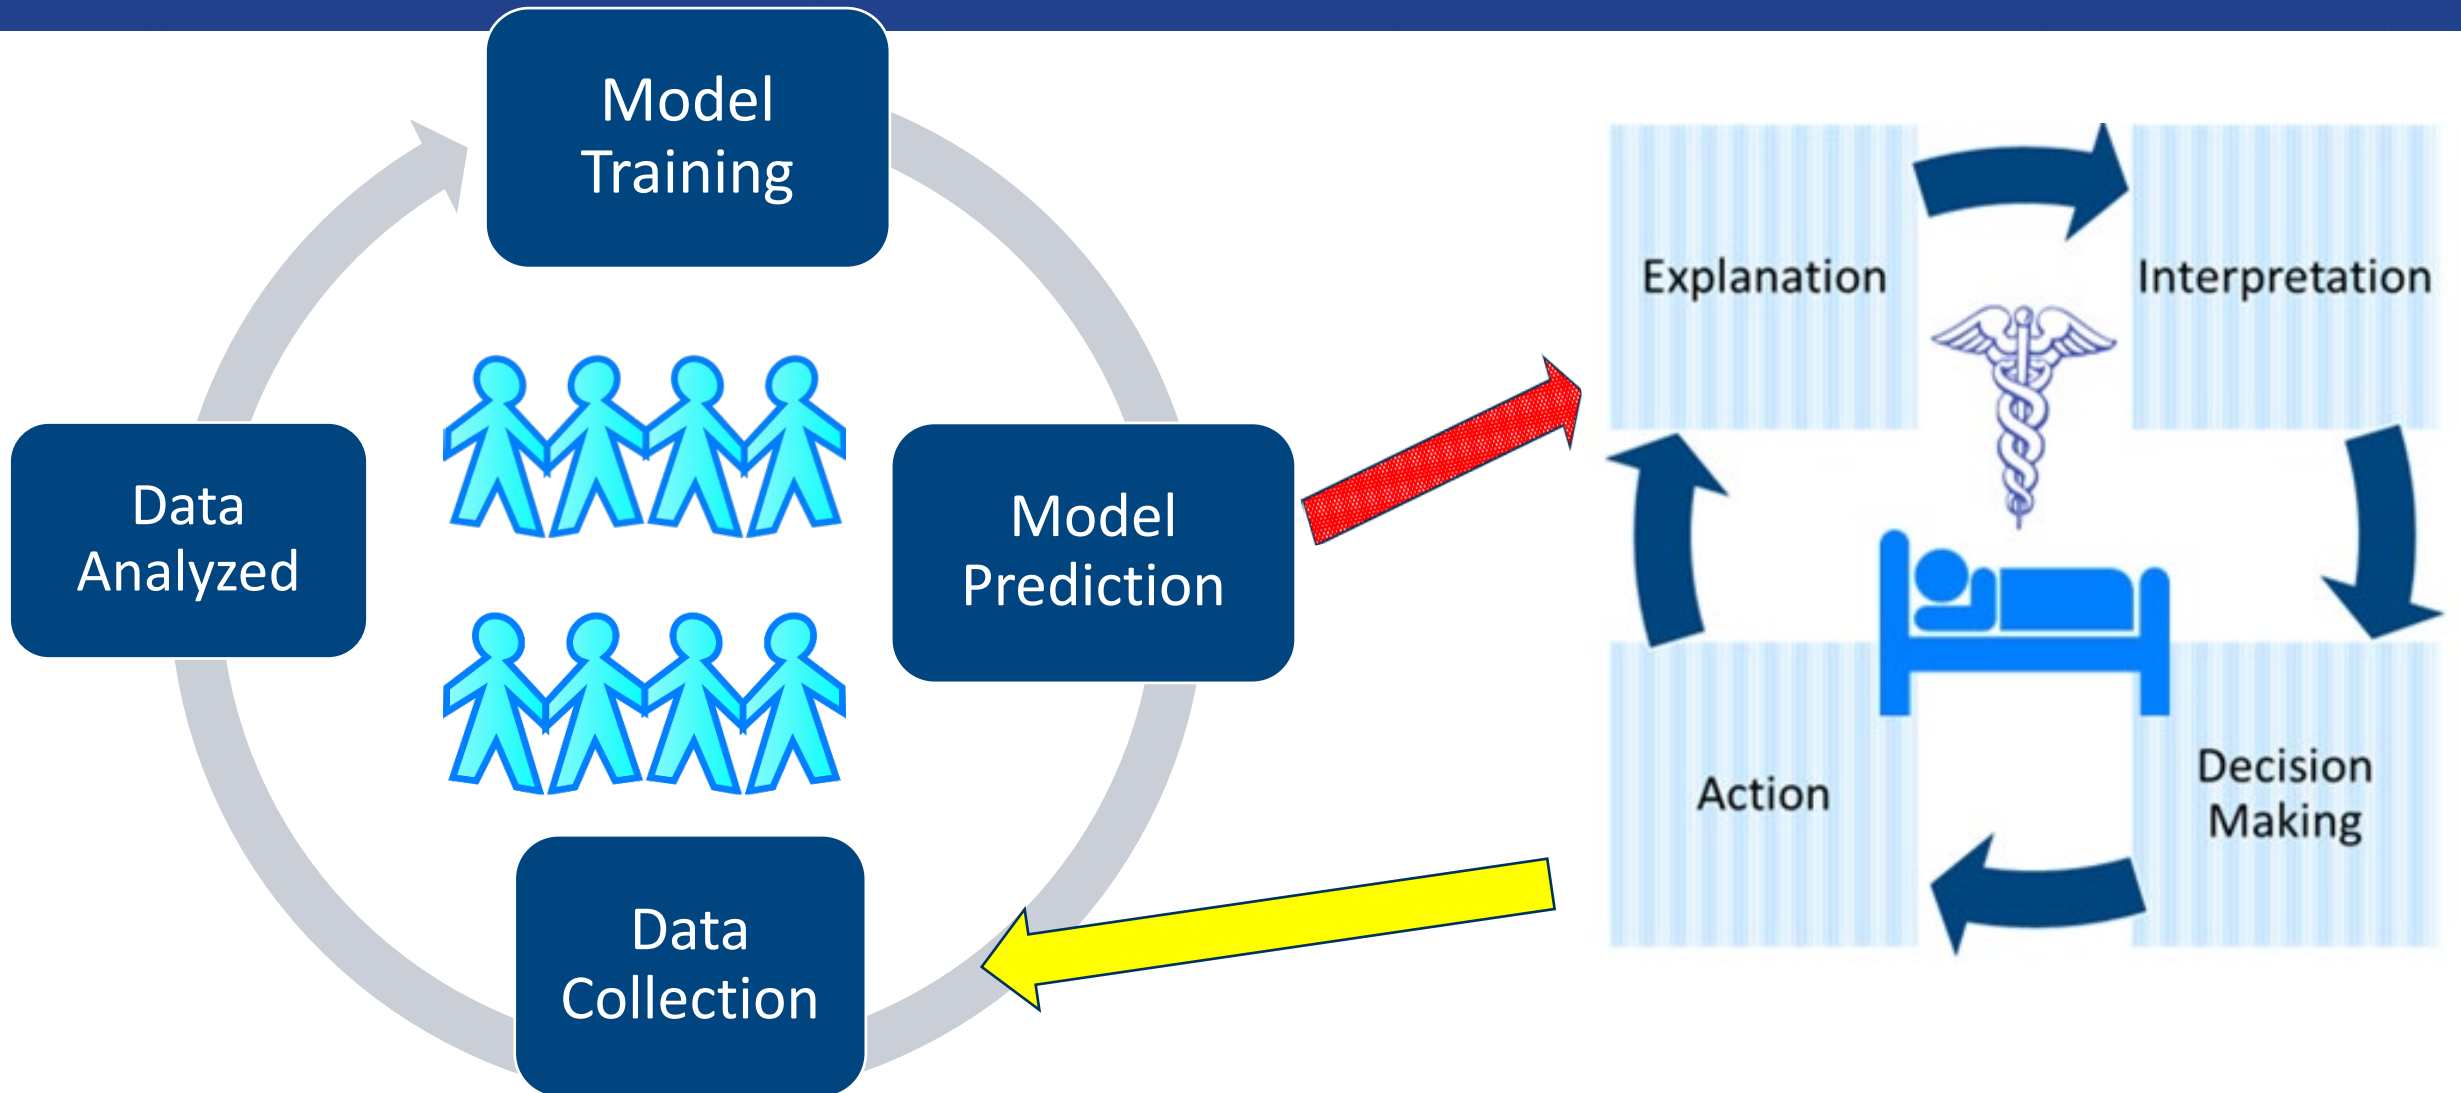 Model
Training
Data
Analyzed
Model
Prediction
Data
Collection
Explanation
Interpretation
Action
Decision
Making